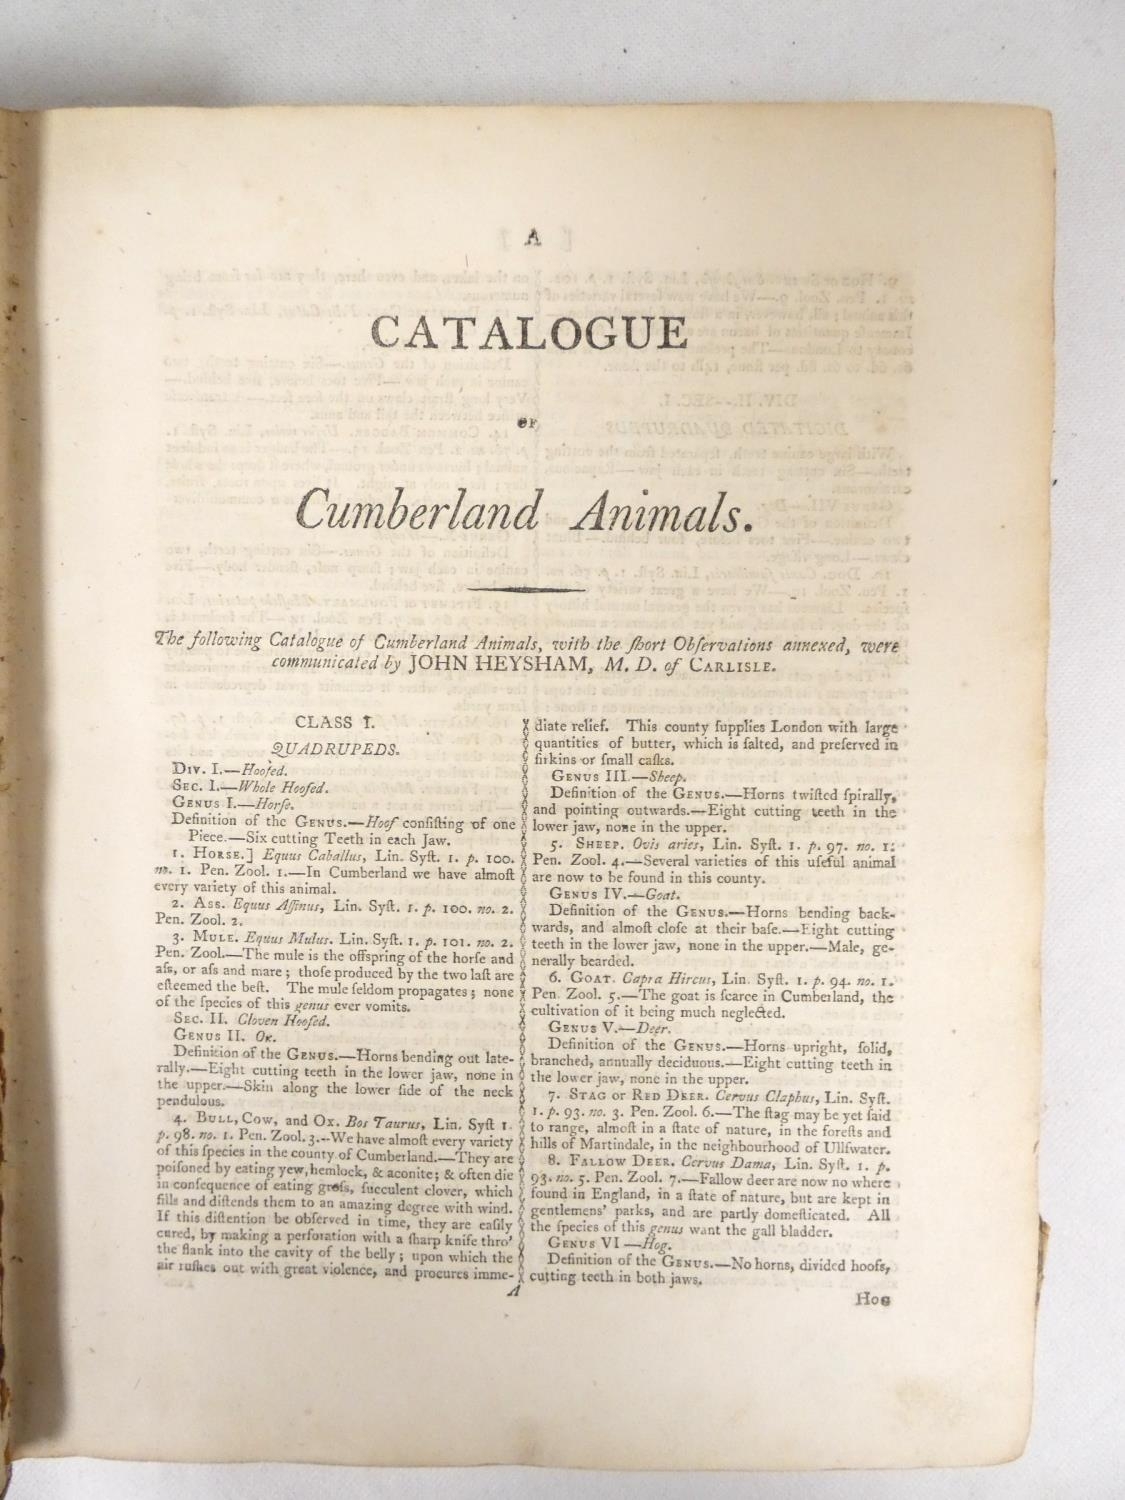 A
CATALOGUE
OF
Cumberland Animals.
The following Catalogue of Cumberland Animals, with the ſhort Obſervations annexed, were
communicated by JOHN HEYSHAM, M. D. of CARLISLE.
CLASS I.
QUADRUPEDS.
DIV. I.—Hoofed.
SEC. I.—Whole Hoofed.
GENUS I.—Horſe.
Definition of the GENUS.—Hoof conſiſting of one
Piece.—Six cutting Teeth in each Jaw.
1. HORSE.] Equus Caballus, Lin. Syſt. 1. p. 100.
no. 1. Pen. Zool. 1.—In Cumberland we have almoſt
every variety of this animal.
2. ASS. Equus Aſſinus, Lin. Syſt. 1. p. 100. no. 2.
Pen. Zool. 2.
3. MULE. Equus Mulus. Lin. Syſt. 1. p. 101. no. 2.
Pen. Zool.—The mule is the offspring of the horſe and
aſs, or aſs and mare; thoſe produced by the two laſt are
eſteemed the beſt. The mule ſeldom propagates; none
of the ſpecies of this genus ever vomits.
SEC. II. Cloven Hoofed.
GENUS II. Ox.
Definition of the GENUS.—Horns bending out late-
rally.—Eight cutting teeth in the lower jaw, none in
the upper.—Skin along the lower ſide of the neck
pendulous.
4. BULL, COW, and OX. Bos Taurus, Lin. Syſt 1.
p. 98. no. 1. Pen. Zool. 3.--We have almoſt every variety
of this ſpecies in the county of Cumberland.—They are
poiſoned by eating yew, hemlock, & aconite; & often die
in conſequence of eating groſs, ſucculent clover, which
fills and diſtends them to an amazing degree with wind.
If this diſtention be obſerved in time, they are eaſily
cured, by making a perforation with a ſharp knife thro'
the flank into the cavity of the belly; upon which the
air ruſhes out with great violence, and procures imme-
diate relief. This county ſupplies London with large
quantities of butter, which is ſalted, and preſerved in
firkins or ſmall caſks.
GENUS III.—Sheep.
Definition of the GENUS.—Horns twiſted ſpirally,
and pointing outwards.—Eight cutting teeth in the
lower jaw, none in the upper.
5. SHEEP. Ovis aries, Lin. Syſt. 1. p. 97. no. 1.
Pen. Zool. 4.—Several varieties of this uſeful animal
are now to be found in this county.
GENUS IV.—Goat.
Definition of the GENUS.—Horns bending back-
wards, and almoſt cloſe at their baſe.—Eight cutting
teeth in the lower jaw, none in the upper.—Male, ge-
nerally bearded.
6. GOAT. Capra Hircus, Lin. Syſt. 1. p. 94. no. 1.
Pen. Zool. 5.—The goat is ſcarce in Cumberland, the
cultivation of it being much neglected.
GENUS V.—Deer.
Definition of the GENUS.—Horns upright, ſolid,
branched, annually deciduous.—Eight cutting teeth in
the lower jaw, none in the upper.
7. STAG or RED DEER. Cervus Claphus, Lin. Syſt.
1. p. 93. no. 3. Pen. Zool. 6.—The ſtag may be yet ſaid
to range, almoſt in a ſtate of nature, in the foreſts and
hills of Martindale, in the neighbourhood of Ullſwater.
8. FALLOW DEER. Cervus Dama, Lin. Syſt. 1. p.
93. no. 5. Pen. Zool. 7.—Fallow deer are now no where
found in England, in a ſtate of nature, but are kept in
gentlemens' parks, and are partly domeſticated. All
the ſpecies of this genus want the gall bladder.
GENUS VI—Hog.
Definition of the GENUS.—No horns, divided hoofs,
cutting teeth in both jaws.
A
HOG